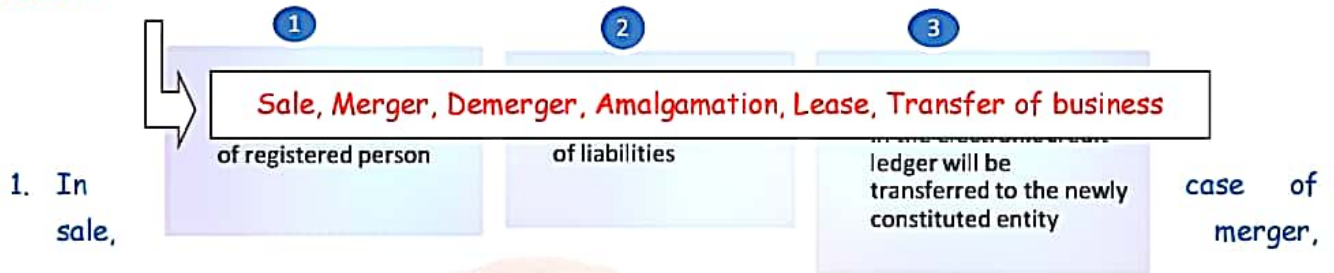 1 2 3
Sale, Merger, Demerger, Amalgamation, Lease, Transfer of business
of registered person
of liabilities
ledger will be
transferred to the newly
constituted entity
1. In case of
sale, merger,